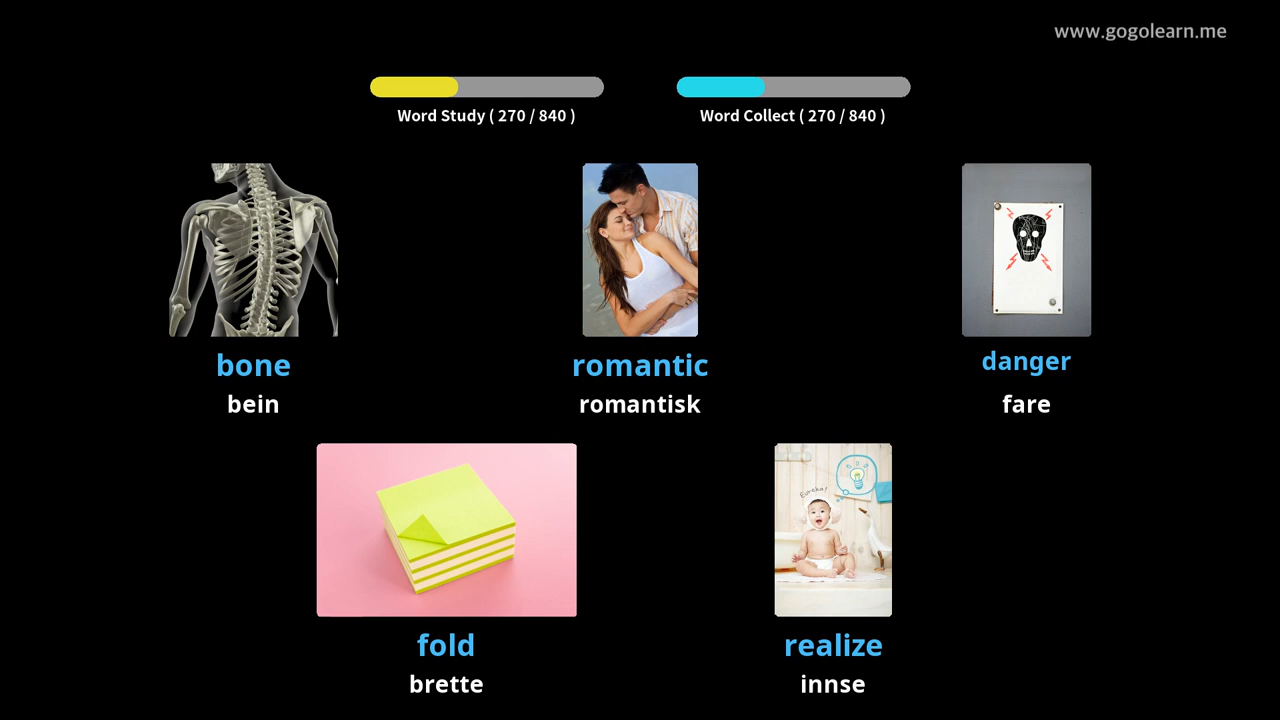 www.gogolearn.me
Word Study ( 270 / 840 )
Word Collect ( 270 / 840 )
bone
romantic
danger
bein
romantisk
fare
Eureka!
fold
realize
brette
innse